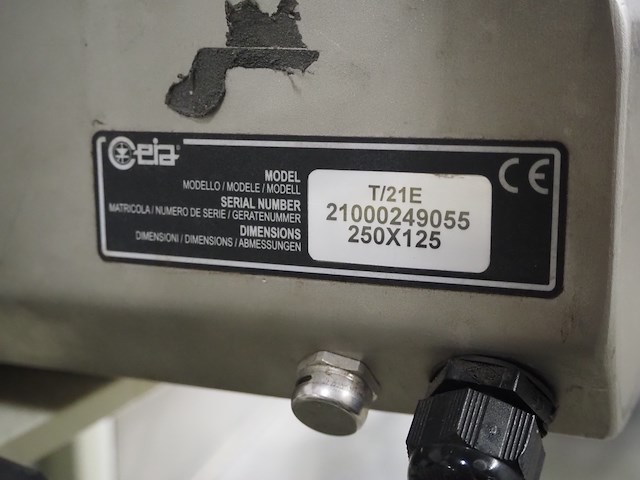 ceia
CE
MODEL
MODELLO / MODELE / MODELL
T/21E
SERIAL NUMBER
MATRICOLA / NUMERO DE SERIE / GERATENUMMER
21000249055
DIMENSIONS
DIMENSIONI / DIMENSIONS / ABMESSUNGEN
250X125